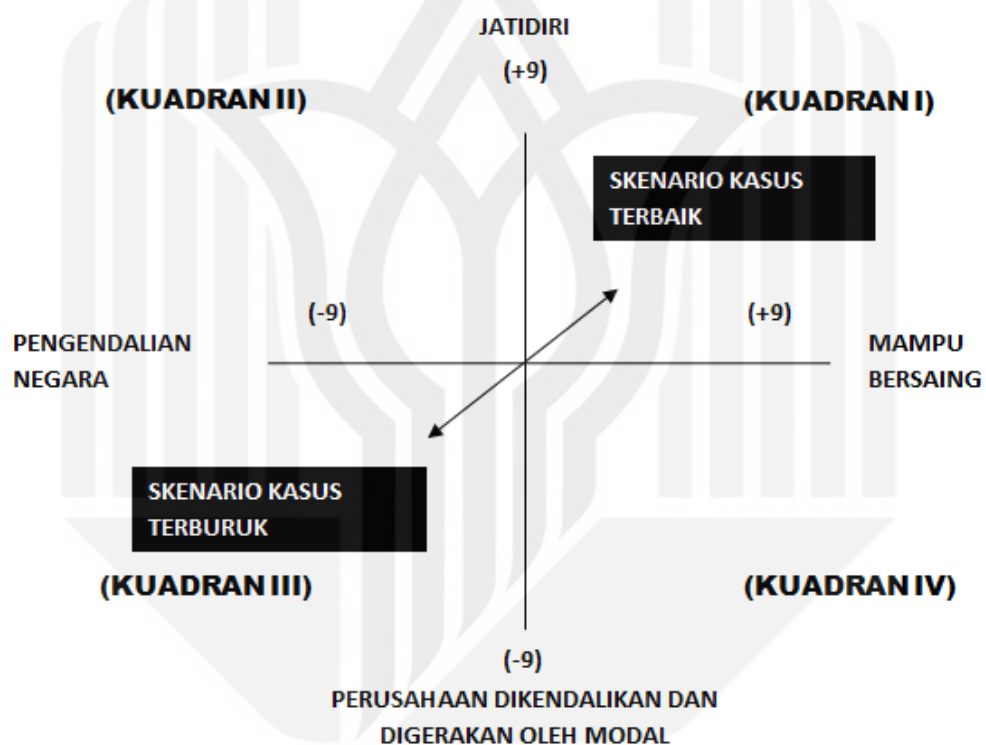 JATIDIRI
(+9)
(KUADRAN II)
(KUADRAN I)
SKENARIO KASUS
TERBAIK
(-9)
(+9)
PENGENDALIAN
NEGARA
MAMPU
BERSAING
SKENARIO KASUS
TERBURUK
(KUADRAN III)
(KUADRAN IV)
(-9)
PERUSAHAAN DIKENDALIKAN DAN
DIGERAKAN OLEH MODAL